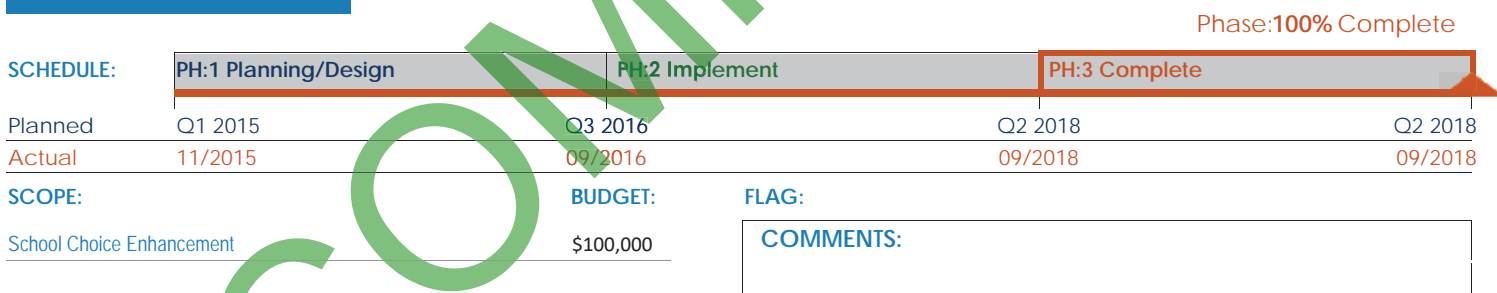 Phase:100% Complete
SCHEDULE: PH:1 Planning/Design PH:2 Implement PH:3 Complete
Planned Q1 2015 Q3 2016 Q2 2018 Q2 2018
Actual 11/2015 09/2016 09/2018 09/2018
SCOPE: BUDGET: FLAG:
School Choice Enhancement $100,000 COMMENTS: